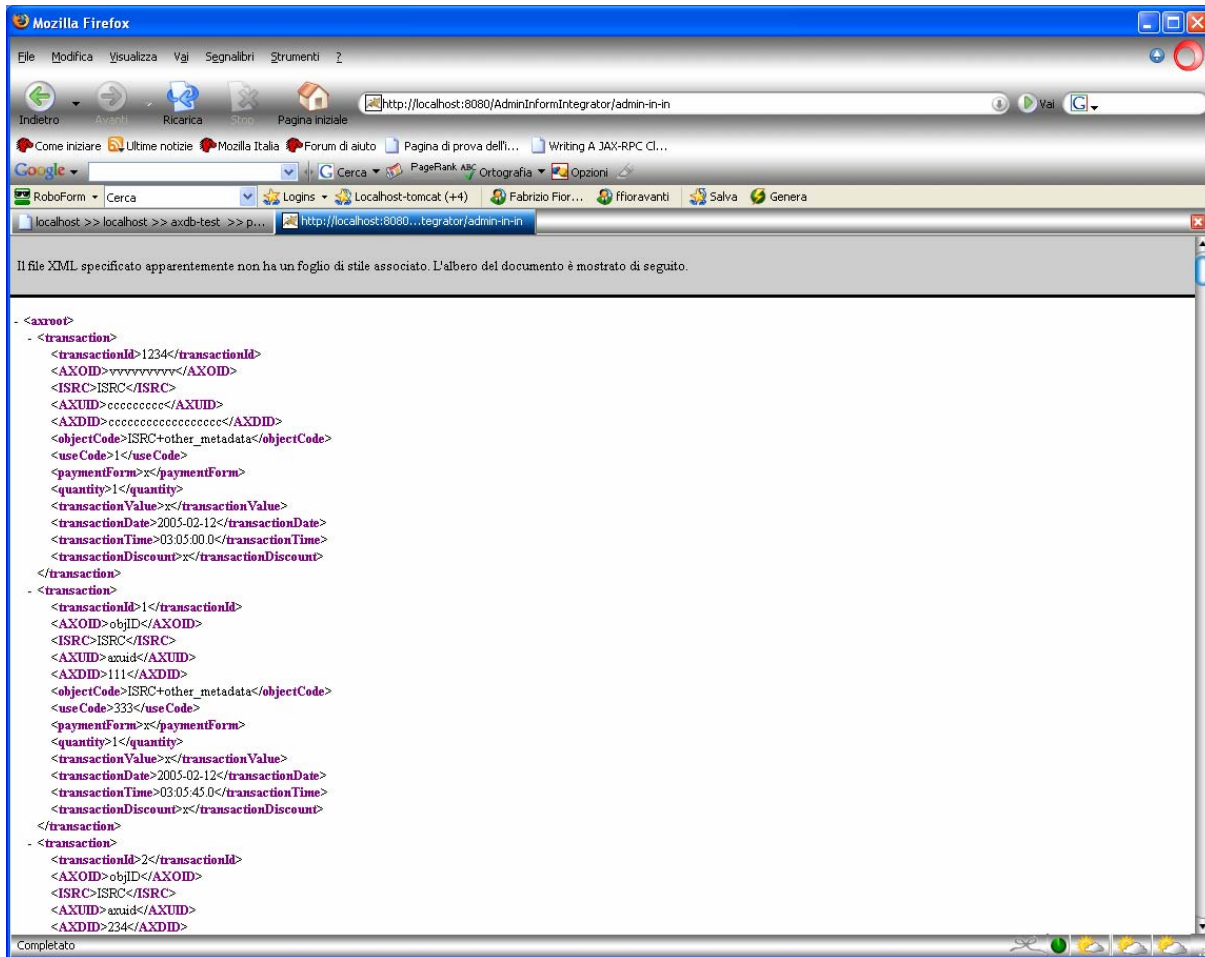 Mozilla Firefox
File Modifica Visualizza Vai Segnalibri Strumenti ?
Indietro Avanti Ricarica Stop Pagina iniziale http://localhost:8080/AdminInformIntegrator/admin-in-in Vai G
Come iniziare Ultime notizie Mozilla Italia Forum di aiuto Pagina di prova dell'i... Writing A JAX-RPC Cl...
Google Cerca PageRank ABC Ortografia Opzioni
RoboForm Cerca Logins Localhost-tomcat (+4) Fabrizio Fior... ffioravanti Salva Genera
localhost >> localhost >> axdb-test >> p... http://localhost:8080...tegrator/admin-in-in
Il file XML specificato apparentemente non ha un foglio di stile associato. L'albero del documento è mostrato di seguito.
- <axroot>
- <transaction>
<transactionId>1234</transactionId>
<AXOID>vvvvvvvvv</AXOID>
<ISRC>ISRC</ISRC>
<AXUID>ccccccccc</AXUID>
<AXDID>cccccccccccccccccc</AXDID>
<objectCode>ISRC+other_metadata</objectCode>
<useCode>1</useCode>
<paymentForm>x</paymentForm>
<quantity>1</quantity>
<transactionValue>x</transactionValue>
<transactionDate>2005-02-12</transactionDate>
<transactionTime>03:05:00.0</transactionTime>
<transactionDiscount>x</transactionDiscount>
</transaction>
- <transaction>
<transactionId>1</transactionId>
<AXOID>objID</AXOID>
<ISRC>ISRC</ISRC>
<AXUID>axuid</AXUID>
<AXDID>111</AXDID>
<objectCode>ISRC+other_metadata</objectCode>
<useCode>333</useCode>
<paymentForm>x</paymentForm>
<quantity>1</quantity>
<transactionValue>x</transactionValue>
<transactionDate>2005-02-12</transactionDate>
<transactionTime>03:05:45.0</transactionTime>
<transactionDiscount>x</transactionDiscount>
</transaction>
- <transaction>
<transactionId>2</transactionId>
<AXOID>objID</AXOID>
<ISRC>ISRC</ISRC>
<AXUID>axuid</AXUID>
<AXDID>234</AXDID>
Completato